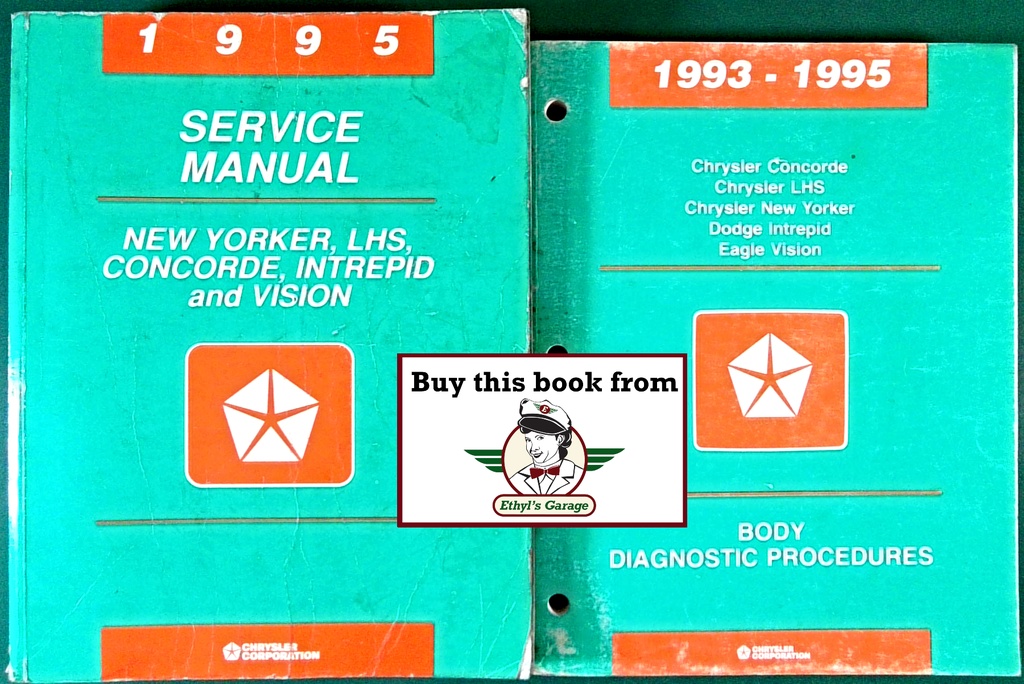 1 9 9 5
SERVICE
MANUAL
NEW YORKER, LHS,
CONCORDE, INTREPID
and VISION
CHRYSLER
CORPORATION
1993 - 1995
Chrysler Concorde
Chrysler LHS
Chrysler New Yorker
Dodge Intrepid
Eagle Vision
BODY
DIAGNOSTIC PROCEDURES
CHRYSLER
CORPORATION
Buy this book from
E
Ethyl's Garage